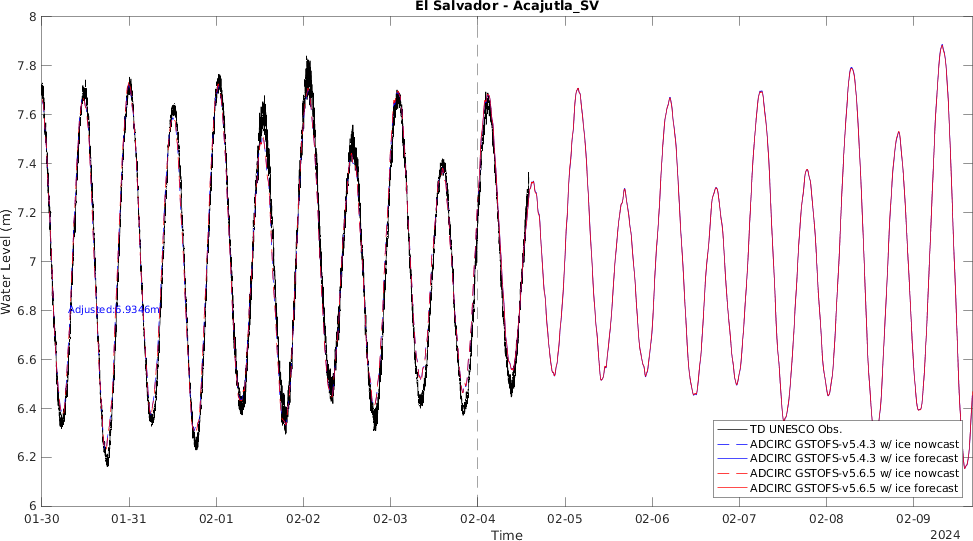 El Salvador - Acajutla_SV
8
7.8
7.6
7.4
7.2
7
6.8
6.6
6.4
6.2
6
Water Level (m)
Adjusted:6.9346m
TD UNESCO Obs.
ADCIRC GSTOFS-v5.4.3 w/ ice nowcast
ADCIRC GSTOFS-v5.4.3 w/ ice forecast
ADCIRC GSTOFS-v5.6.5 w/ ice nowcast
ADCIRC GSTOFS-v5.6.5 w/ ice forecast
01-30 01-31 02-01 02-02 02-03 02-04 02-05 02-06 02-07 02-08 02-09
Time
2024